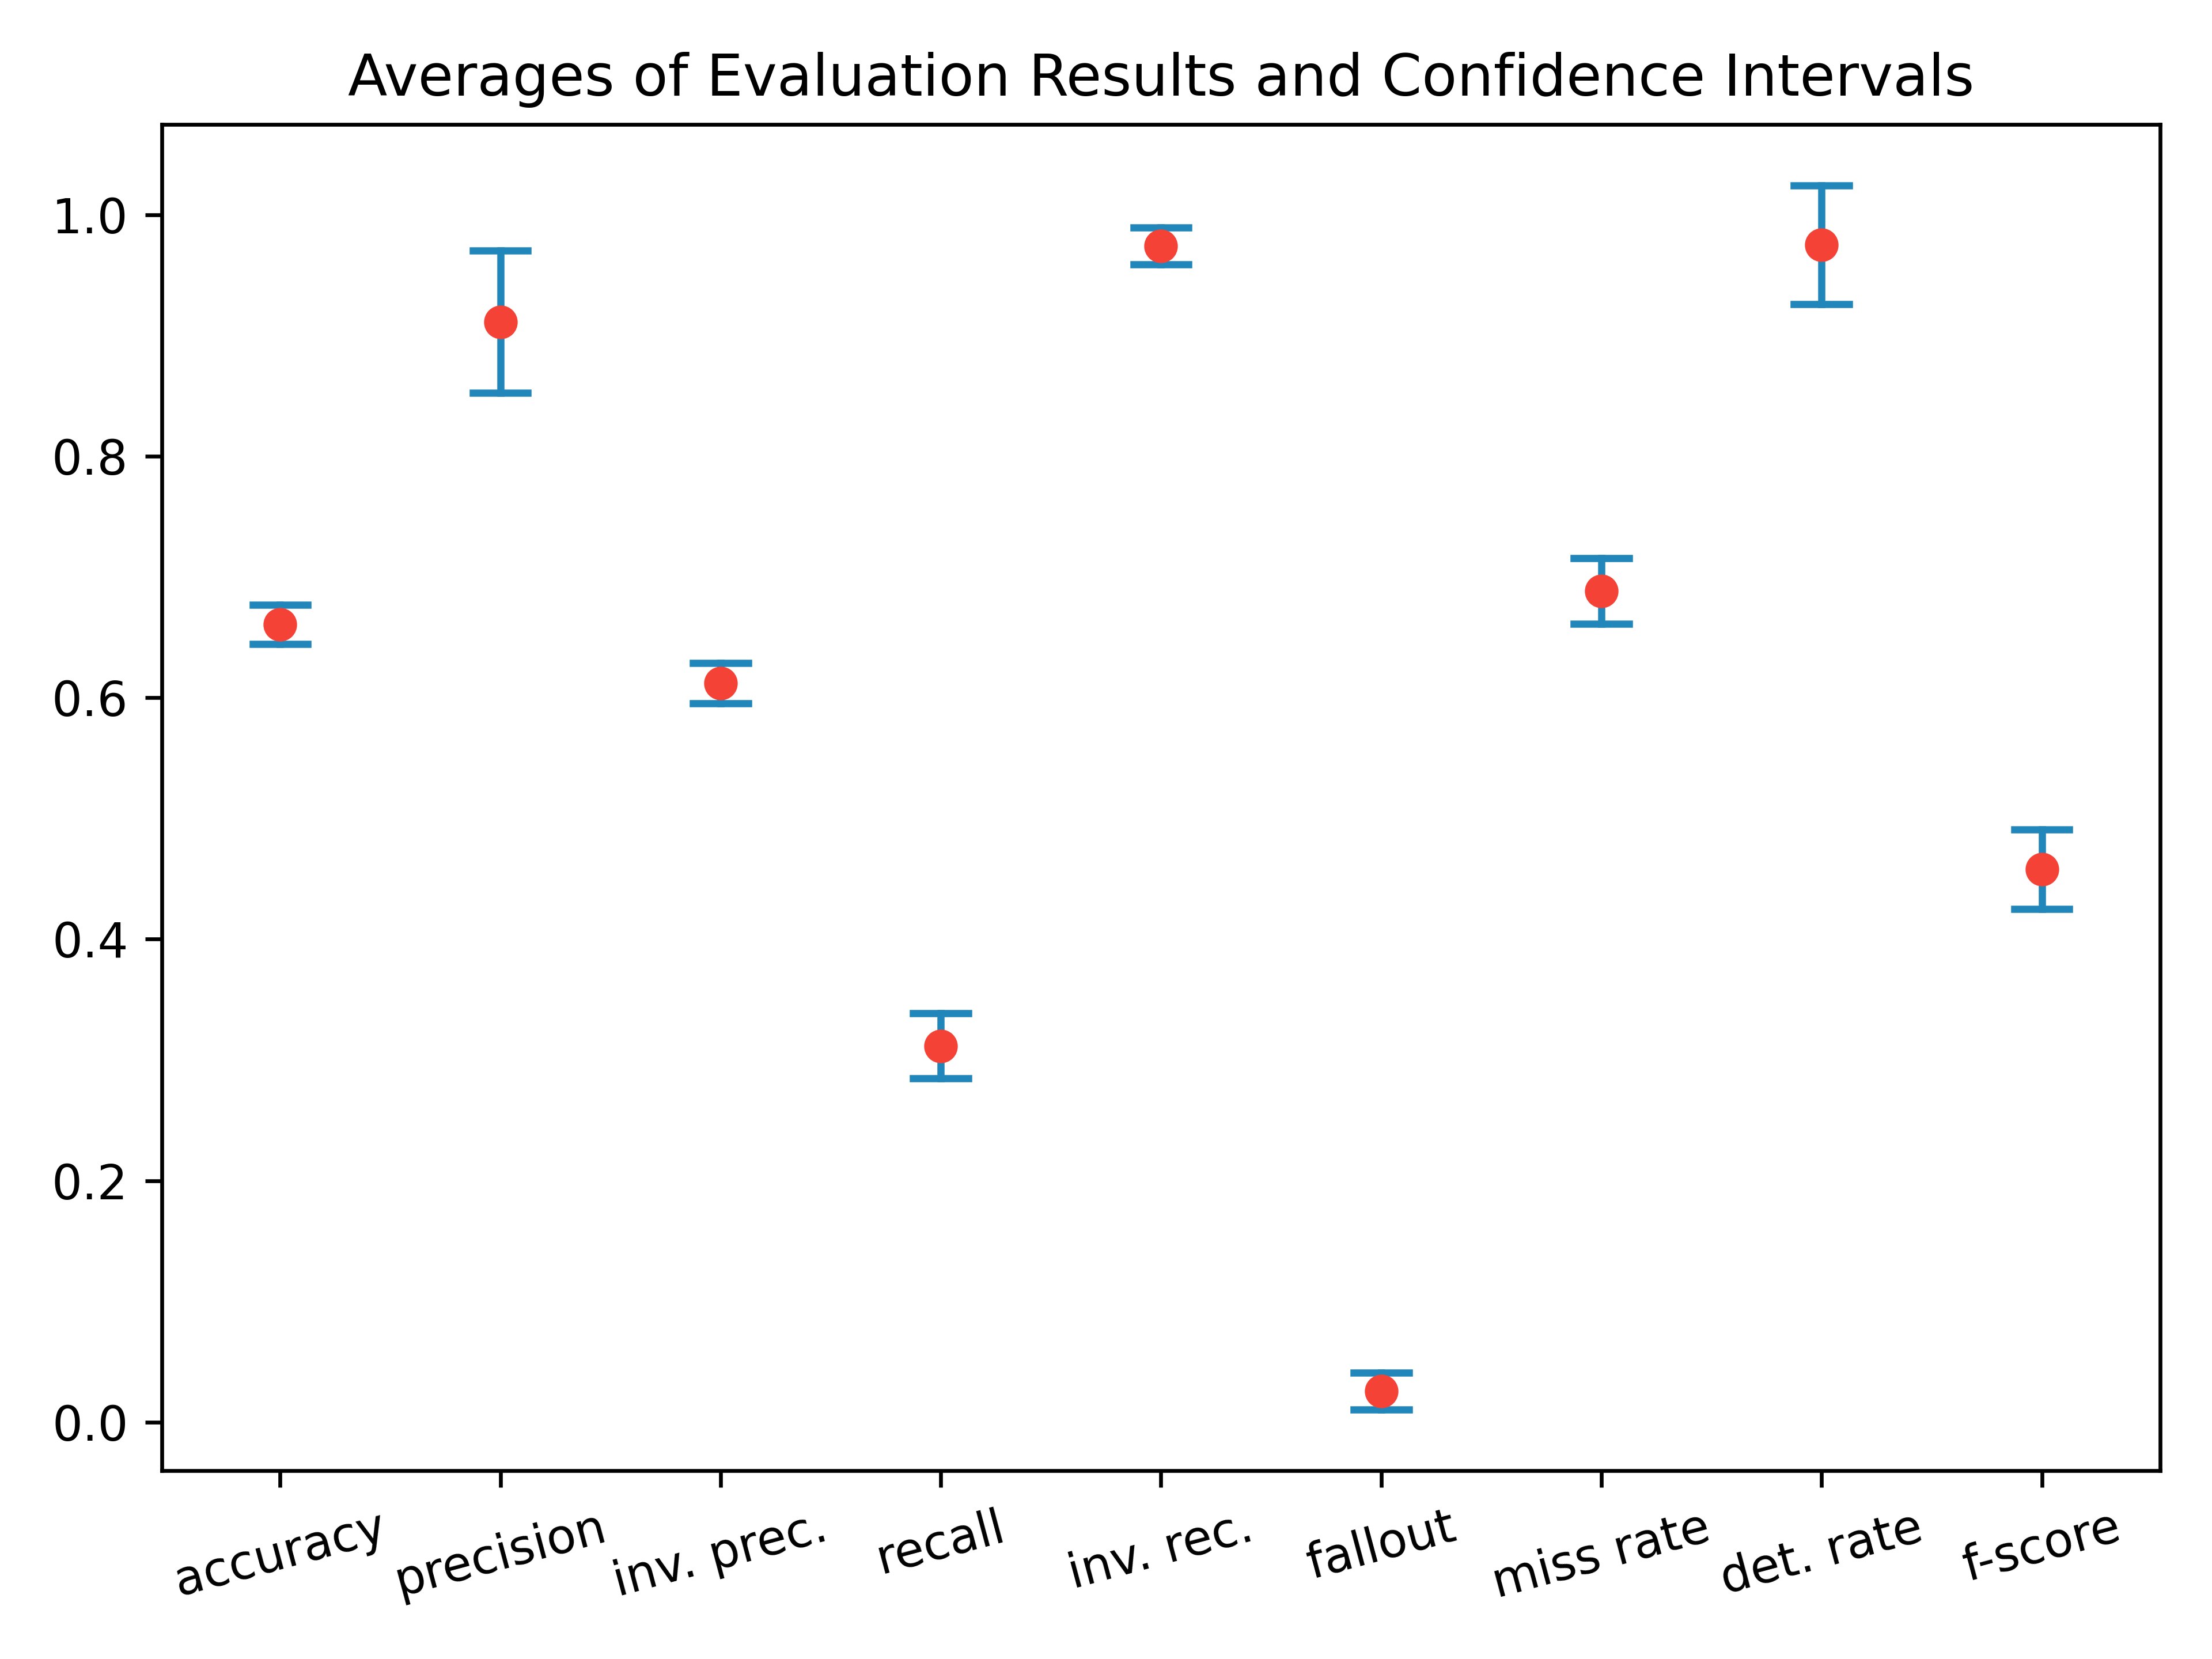 Averages of Evaluation Results and Confidence Intervals
1.0
0.8
0.6
0.4
0.2
0.0
accuracy
precision
inv. prec.
recall
inv. rec.
fallout
miss rate
det. rate
f-score